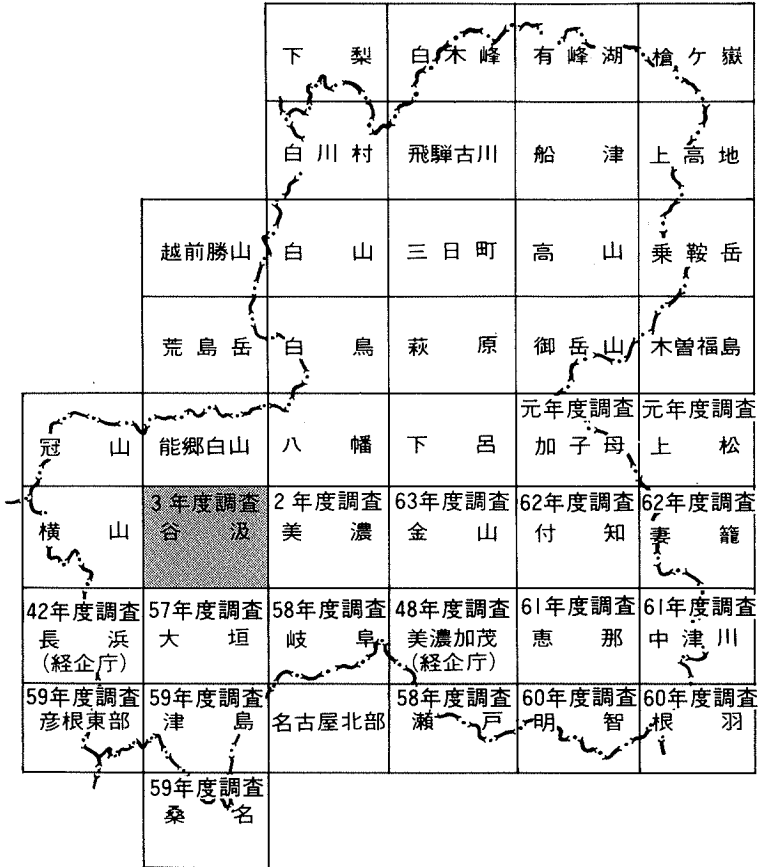 下梨 白木峰 有峰湖 槍ケ嶽
白川村 飛騨古川 船津 上高地
越前勝山 白山 三日町 高山 乗鞍岳
荒島岳 白鳥 萩原 御岳山 木曽福島
元年度調査 元年度調査
冠山 能郷白山 八幡 下呂 加子母 上松
3年度調査 2年度調査 63年度調査 62年度調査 62年度調査
横山 谷汲 美濃 金山 付知 妻籠
42年度調査 57年度調査 58年度調査 48年度調査 61年度調査 61年度調査
長浜 大垣 岐阜 美濃加茂 恵那 中津川
(経企庁) (経企庁)
59年度調査 59年度調査 58年度調査 60年度調査 60年度調査
彦根東部 津島 名古屋北部 瀬戸 明智 根羽
59年度調査
桑名